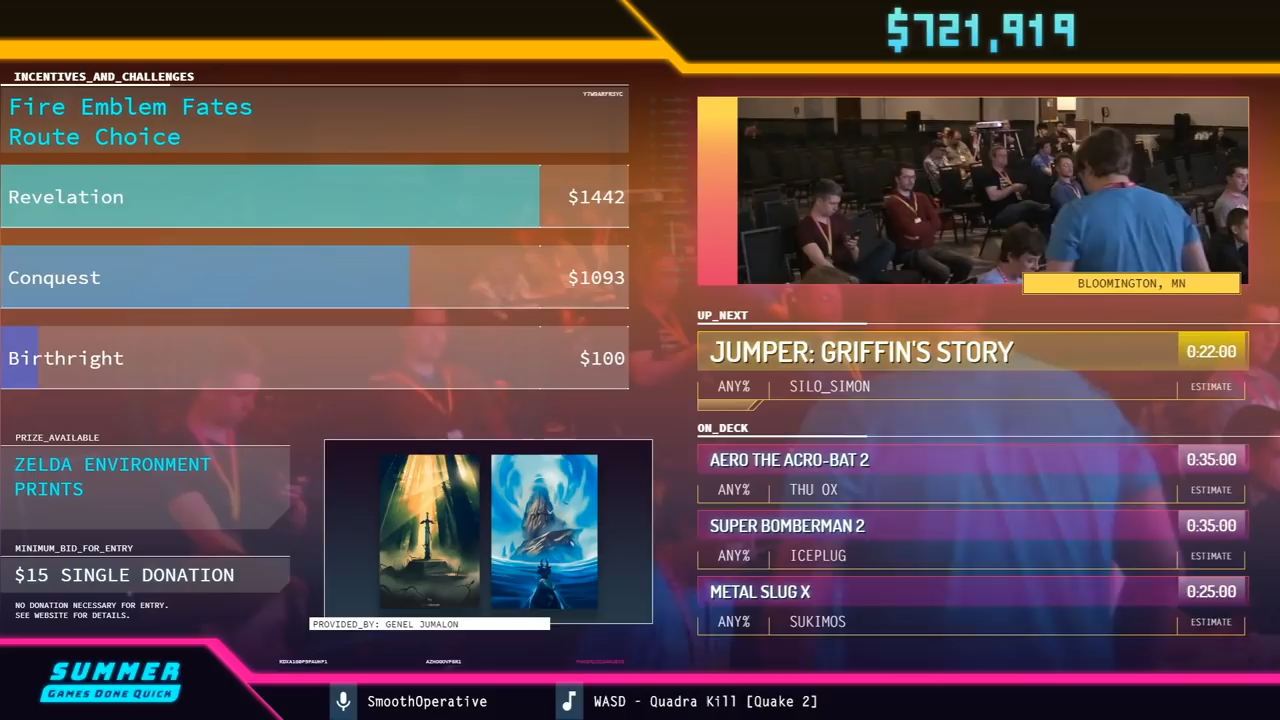 $721,919
INCENTIVES_AND_CHALLENGES
Fire Emblem Fates
Route Choice
Revelation $1442
Conquest $1093
Birthright $100
PRIZE_AVAILABLE
ZELDA ENVIRONMENT
PRINTS
MINIMUM_BID_FOR_ENTRY
$15 SINGLE DONATION
NO DONATION NECESSARY FOR ENTRY.
SEE WEBSITE FOR DETAILS.
PROVIDED_BY: GENEL JUMALON
BLOOMINGTON, MN
UP_NEXT
JUMPER: GRIFFIN'S STORY 0:22:00
ANY% SILO_SIMON ESTIMATE
ON_DECK
AERO THE ACRO-BAT 2 0:35:00
ANY% THU OX ESTIMATE
SUPER BOMBERMAN 2 0:35:00
ANY% ICEPLUG ESTIMATE
METAL SLUG X 0:25:00
ANY% SUKIMOS ESTIMATE
SUMMER
GAMES DONE QUICK
SmoothOperative
WASD - Quadra Kill [Quake 2]